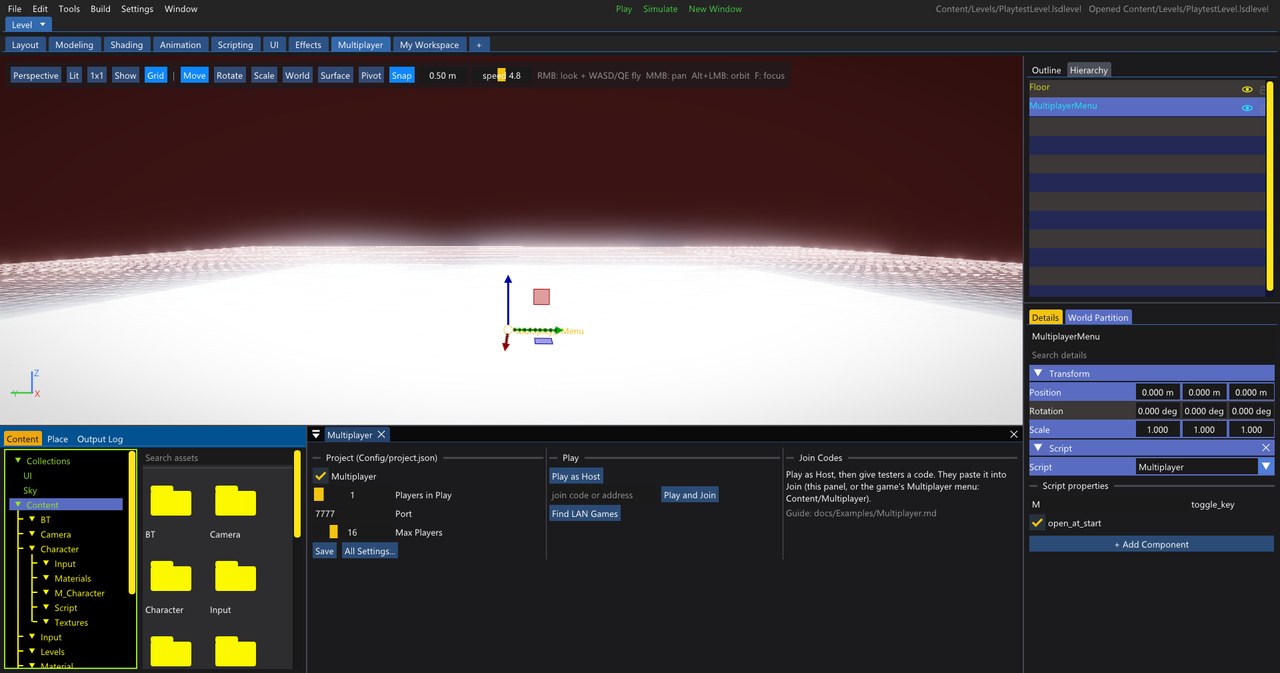 File Edit Tools Build Settings Window Play Simulate New Window Content/Levels/PlaytestLevel.lsdlevel Opened Content/Levels/PlaytestLevel.lsdlevel
Level
Layout Modeling Shading Animation Scripting UI Effects Multiplayer My Workspace +
Perspective Lit 1x1 Show Grid | Move Rotate Scale World Surface Pivot Snap 0.50 m speed 4.8 RMB: look + WASD/QE fly MMB: pan Alt+LMB: orbit F: focus
Z
Y X
Menu
Outline Hierarchy
Floor
MultiplayerMenu
Details World Partition
MultiplayerMenu
Search details
Transform
Position 0.000 m 0.000 m 0.000 m
Rotation 0.000 deg 0.000 deg 0.000 deg
Scale 1.000 1.000 1.000
Script
Script Multiplayer
Script properties
M toggle_key
open_at_start
+ Add Component
Content Place Output Log
Collections
UI
Sky
Content
BT
Camera
Character
Input
Materials
M_Character
Script
Textures
Input
Levels
Material
Search assets
BT Camera
Character Input
Multiplayer
Project (Config/project.json)
Multiplayer
1 Players in Play
7777 Port
16 Max Players
Save All Settings...
Play
Play as Host
join code or address Play and Join
Find LAN Games
Join Codes
Play as Host, then give testers a code. They paste it into
Join (this panel, or the game's Multiplayer menu:
Content/Multiplayer).
Guide: docs/Examples/Multiplayer.md